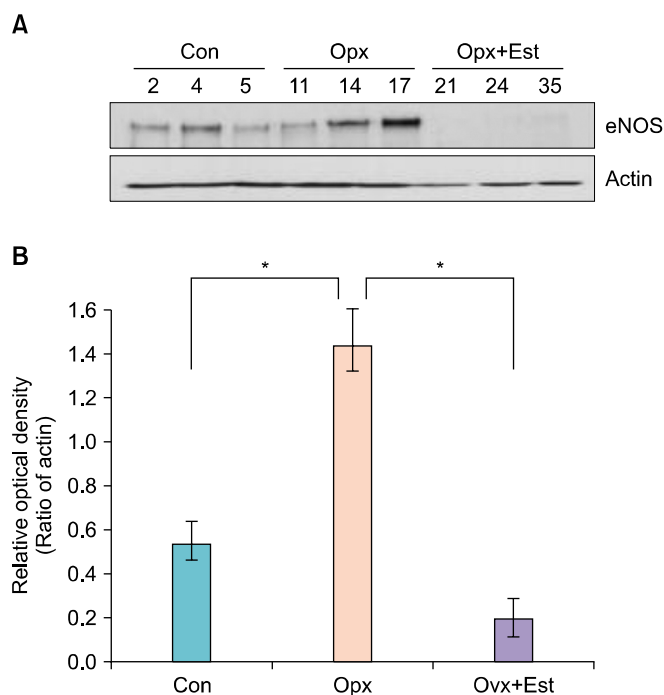 A
Con Opx Opx+Est
2 4 5 11 14 17 21 24 35
eNOS
Actin
B
* *
1.6
1.4
1.2
1.0
0.8
0.6
0.4
0.2
0.0
Relative optical density
(Ratio of actin)
Con Opx Ovx+Est